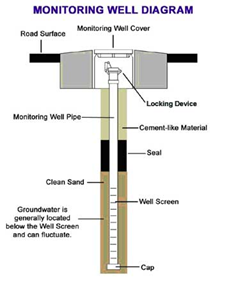 MONITORING WELL DIAGRAM
Monitoring Well Cover
Road Surface
Locking Device
Monitoring Well Pipe
Cement-like Material
Seal
Clean Sand
Well Screen
Groundwater is
generally located
below the Well Screen
and can fluctuate.
Cap